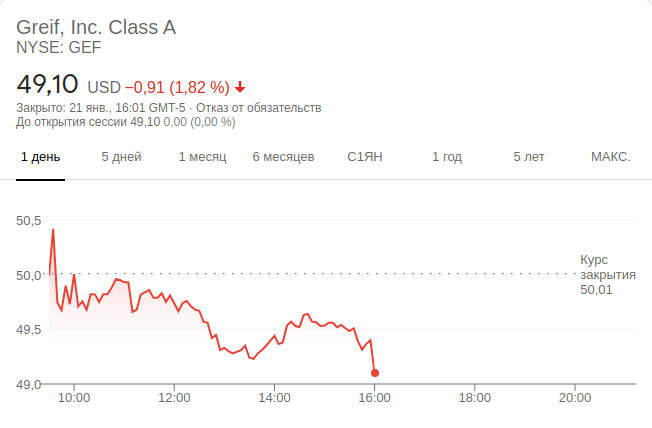 Greif, Inc. Class A
NYSE: GEF
49,10 USD −0,91 (1,82 %)
Закрыто: 21 янв., 16:01 GMT-5 · Отказ от обязательств
До открытия сессии 49,10 0,00 (0,00 %)
1 день 5 дней 1 месяц 6 месяцев С1ЯН 1 год 5 лет МАКС.
50,5
Курс
50,0 закрытия
50,01
49,5
49,0
10:00 12:00 14:00 16:00 18:00 20:00